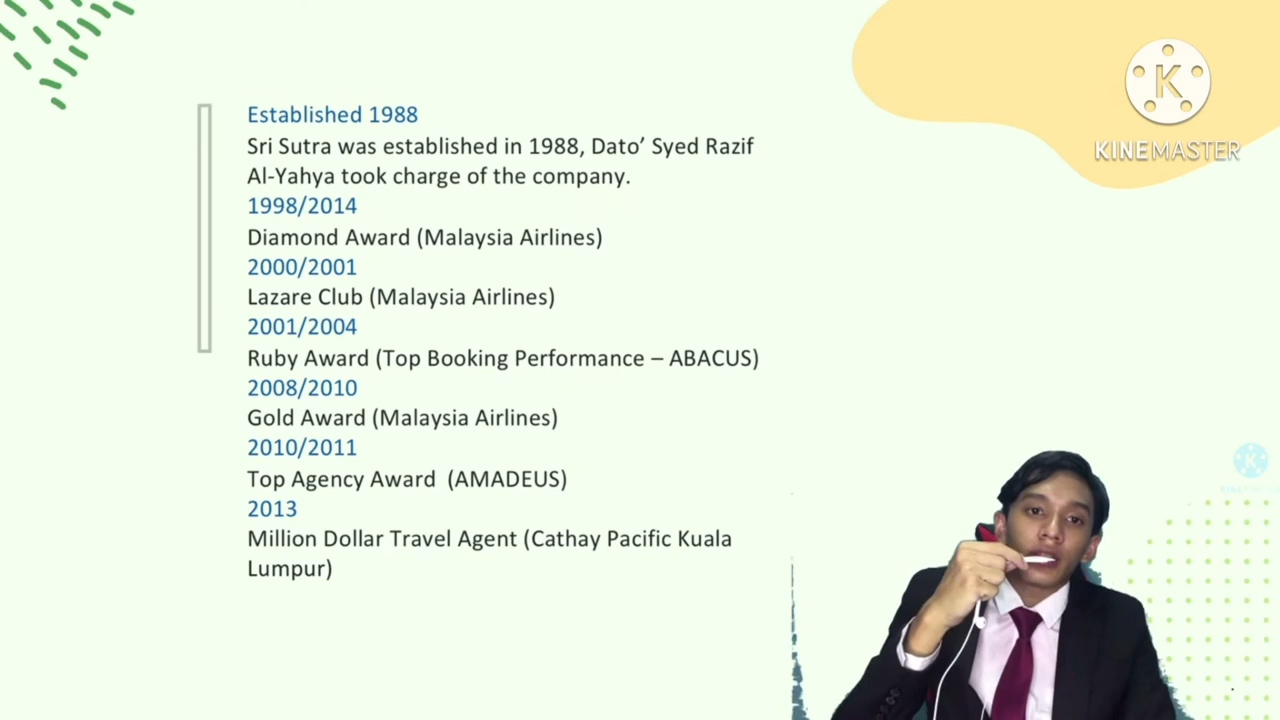 Established 1988
Sri Sutra was established in 1988, Dato’ Syed Razif
Al-Yahya took charge of the company.
1998/2014
Diamond Award (Malaysia Airlines)
2000/2001
Lazare Club (Malaysia Airlines)
2001/2004
Ruby Award (Top Booking Performance – ABACUS)
2008/2010
Gold Award (Malaysia Airlines)
2010/2011
Top Agency Award (AMADEUS)
2013
Million Dollar Travel Agent (Cathay Pacific Kuala
Lumpur)
K
KINEMASTER
K